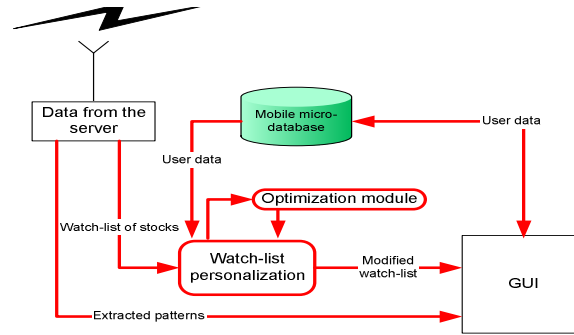 Data from the
server
Mobile micro-
database
User data
User data
Optimization module
Watch-list of stocks
Watch-list
personalization
Modified
watch-list
GUI
Extracted patterns